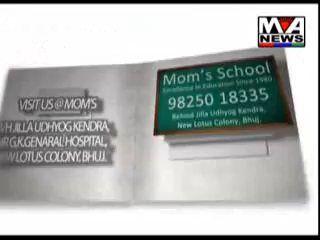 MVA
NEWS
VISIT US @ MOM'S
H JILLA UDHYOG KENDRA,
R G.K.GENARAL HOSPITAL,
W LOTUS COLONY, BHUJ.
Mom's School
Excellence in Education Since 1980
98250 18335
Behind Jilla Udhyog Kendra,
New Lotus Colony, Bhuj.